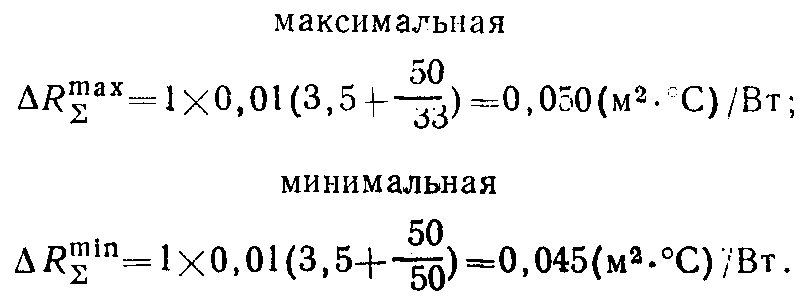 максимальная
ΔR_Σ^max = 1×0,01(3,5+50/33)=0,050(м²·°С)/Вт;
минимальная
ΔR_Σ^min = 1×0,01(3,5+50/50)=0,045(м²·°С)/Вт.